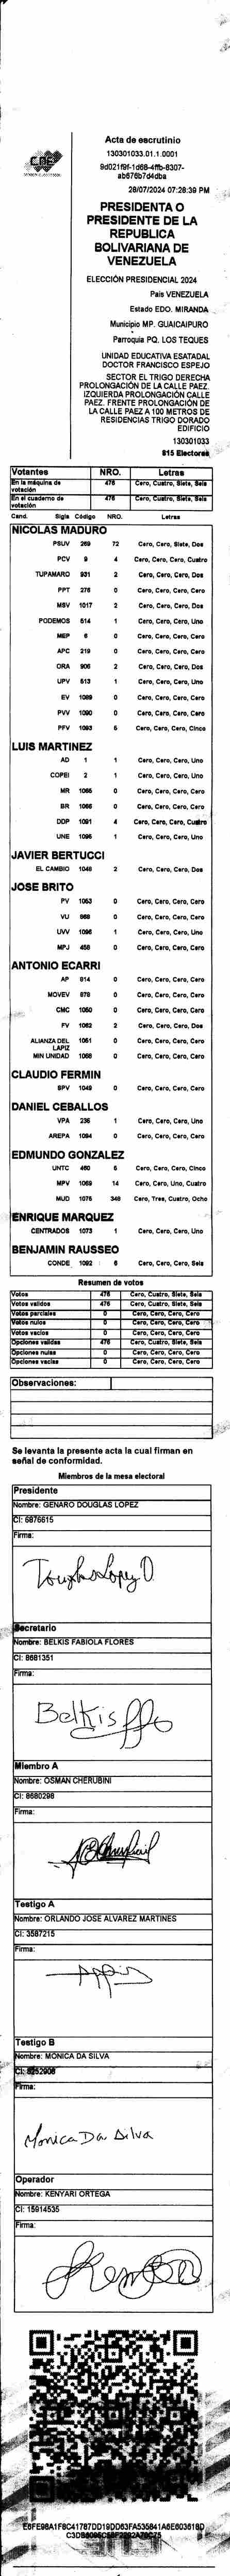 CNE
Acta de escrutinio
130301033.01.1.0001
28/07/2024 07:28:39 PM
PRESIDENTA O
PRESIDENTE DE LA
REPUBLICA
BOLIVARIANA DE
VENEZUELA
ELECCIÓN PRESIDENCIAL 2024
Pais VENEZUELA
Estado EDO. MIRANDA
Municipio MP. GUAICAIPURO
Parroquia PQ. LOS TEQUES
UNIDAD EDUCATIVA ESATADAL
DOCTOR FRANCISCO ESPEJO
SECTOR EL TRIGO DERECHA
PROLONGACIÓN DE LA CALLE PAEZ.
IZQUIERDA PROLONGACIÓN CALLE
PAEZ. FRENTE PROLONGACIÓN DE
LA CALLE PAEZ A 100 METROS DE
RESIDENCIAS TRIGO DORADO
EDIFICIO
130301033
815 Electores
Votantes NRO. Letras
En la máquina de votación 476 Cero, Cuatro, Siete, Seis
En el cuaderno de votación 476 Cero, Cuatro, Siete, Seis
Cand. Sigla Código NRO. Letras
NICOLAS MADURO
PSUV 269 72 Cero, Cero, Siete, Dos
PCV 9 4 Cero, Cero, Cero, Cuatro
TUPAMARO 931 2 Cero, Cero, Cero, Dos
PPT 276 0 Cero, Cero, Cero, Cero
MSV 1017 2 Cero, Cero, Cero, Dos
PODEMOS 514 1 Cero, Cero, Cero, Uno
MEP 6 0 Cero, Cero, Cero, Cero
APC 219 0 Cero, Cero, Cero, Cero
ORA 906 2 Cero, Cero, Cero, Dos
UPV 513 1 Cero, Cero, Cero, Uno
EV 1089 0 Cero, Cero, Cero, Cero
PVV 1090 0 Cero, Cero, Cero, Cero
PFV 1093 5 Cero, Cero, Cero, Cinco
LUIS MARTINEZ
AD 1 1 Cero, Cero, Cero, Uno
COPEI 2 1 Cero, Cero, Cero, Uno
MR 1065 0 Cero, Cero, Cero, Cero
BR 1066 0 Cero, Cero, Cero, Cero
DDP 1091 4 Cero, Cero, Cero, Cuatro
UNE 1095 1 Cero, Cero, Cero, Uno
JAVIER BERTUCCI
EL CAMBIO 1048 2 Cero, Cero, Cero, Dos
JOSE BRITO
PV 1053 0 Cero, Cero, Cero, Cero
VU 868 0 Cero, Cero, Cero, Cero
UVV 1096 1 Cero, Cero, Cero, Uno
MPJ 458 0 Cero, Cero, Cero, Cero
ANTONIO ECARRI
AP 914 0 Cero, Cero, Cero, Cero
MOVEV 878 0 Cero, Cero, Cero, Cero
CMC 1050 0 Cero, Cero, Cero, Cero
FV 1062 2 Cero, Cero, Cero, Dos
ALIANZA DEL LAPIZ 1051 0 Cero, Cero, Cero, Cero
MIN UNIDAD 1068 0 Cero, Cero, Cero, Cero
CLAUDIO FERMIN
SPV 1049 0 Cero, Cero, Cero, Cero
DANIEL CEBALLOS
VPA 236 1 Cero, Cero, Cero, Uno
AREPA 1094 0 Cero, Cero, Cero, Cero
EDMUNDO GONZALEZ
UNTC 460 5 Cero, Cero, Cero, Cinco
MPV 1069 14 Cero, Cero, Uno, Cuatro
MUD 1075 348 Cero, Tres, Cuatro, Ocho
ENRIQUE MARQUEZ
CENTRADOS 1073 1 Cero, Cero, Cero, Uno
BENJAMIN RAUSSEO
CONDE 1092 6 Cero, Cero, Cero, Seis
Resumen de votos
Votos 476 Cero, Cuatro, Siete, Seis
Votos validos 476 Cero, Cuatro, Siete, Seis
Votos parciales 0 Cero, Cero, Cero, Cero
Votos nulos 0 Cero, Cero, Cero, Cero
Votos vacios 0 Cero, Cero, Cero, Cero
Opciones validas 476 Cero, Cuatro, Siete, Seis
Opciones nulas 0 Cero, Cero, Cero, Cero
Opciones vacias 0 Cero, Cero, Cero, Cero
Observaciones:
Se levanta la presente acta la cual firman en
señal de conformidad.
Miembros de la mesa electoral
Presidente
Nombre: GENARO DOUGLAS LOPEZ
CI: 6876615
Firma:
Secretario
Nombre: BELKIS FABIOLA FLORES
CI: 8681351
Firma:
Belkis
Miembro A
Nombre: OSMAN CHERUBINI
CI: 8680298
Firma:
Testigo A
Nombre: ORLANDO JOSE ALVAREZ MARTINES
CI: 3587215
Firma:
Testigo B
Nombre: MONICA DA SILVA
CI:
Firma:
Monica Da Silva
Operador
Nombre: KENYARI ORTEGA
CI: 15914535
Firma: